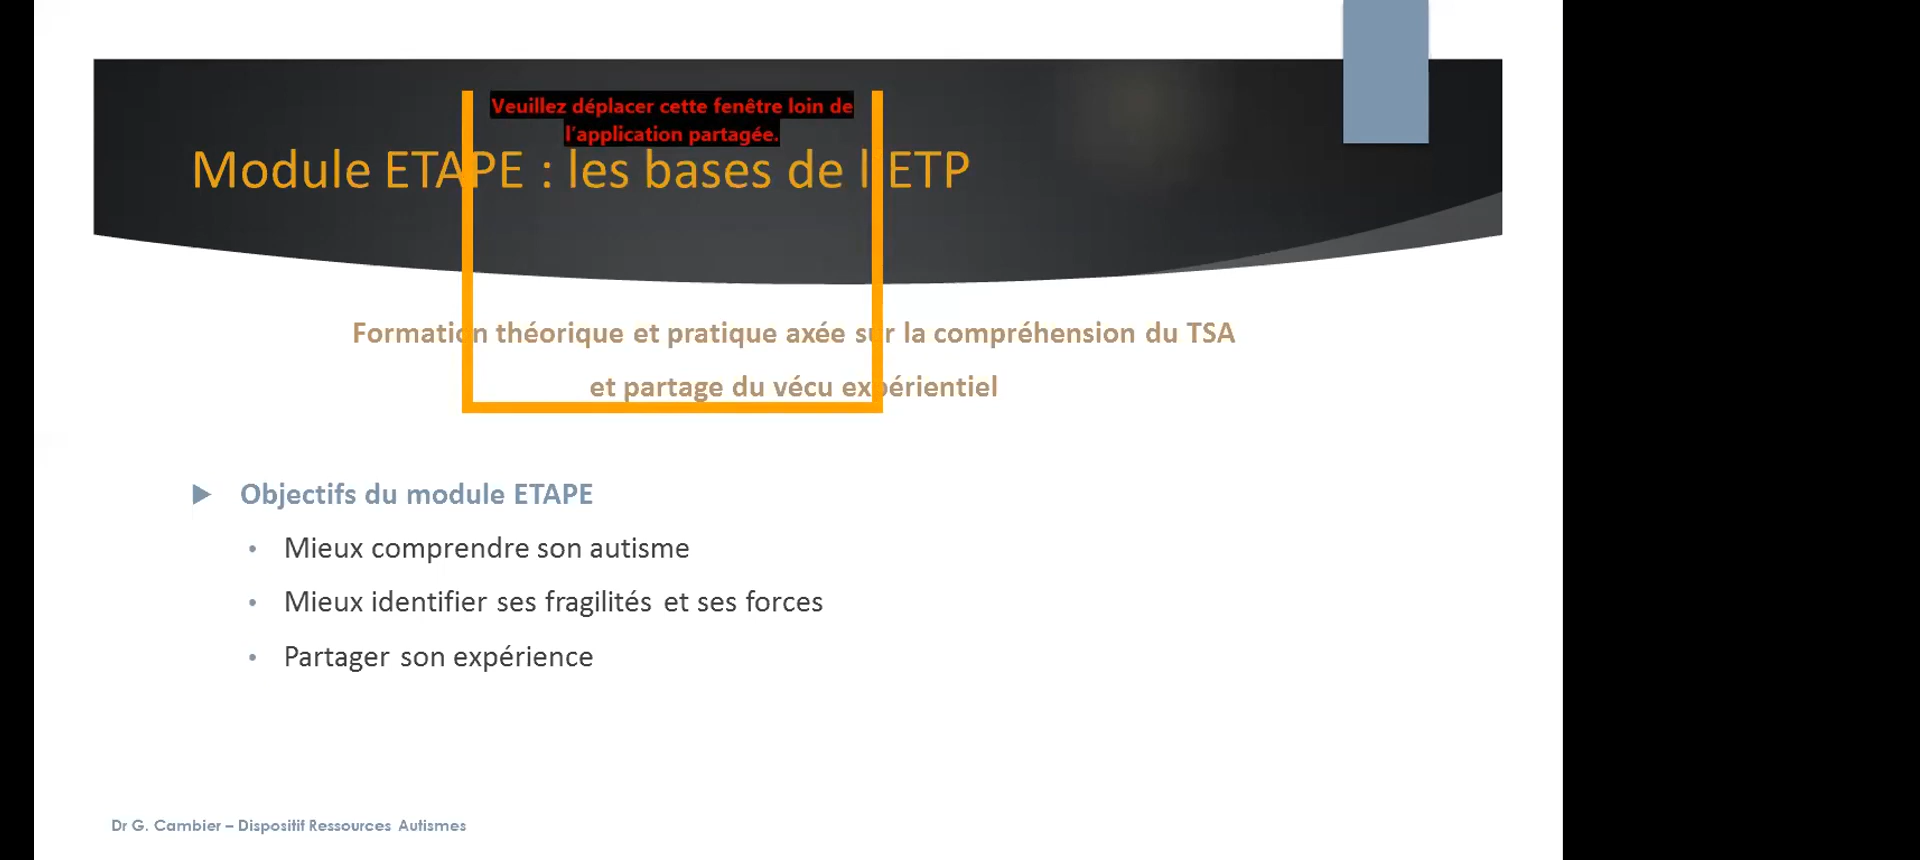 Veuillez déplacer cette fenêtre loin de
l'application partagée.
Module ETAPE : les bases de l'ETP
Formation théorique et pratique axée sur la compréhension du TSA
et partage du vécu expérientiel
Objectifs du module ETAPE
• Mieux comprendre son autisme
• Mieux identifier ses fragilités et ses forces
• Partager son expérience
Dr G. Cambier – Dispositif Ressources Autismes